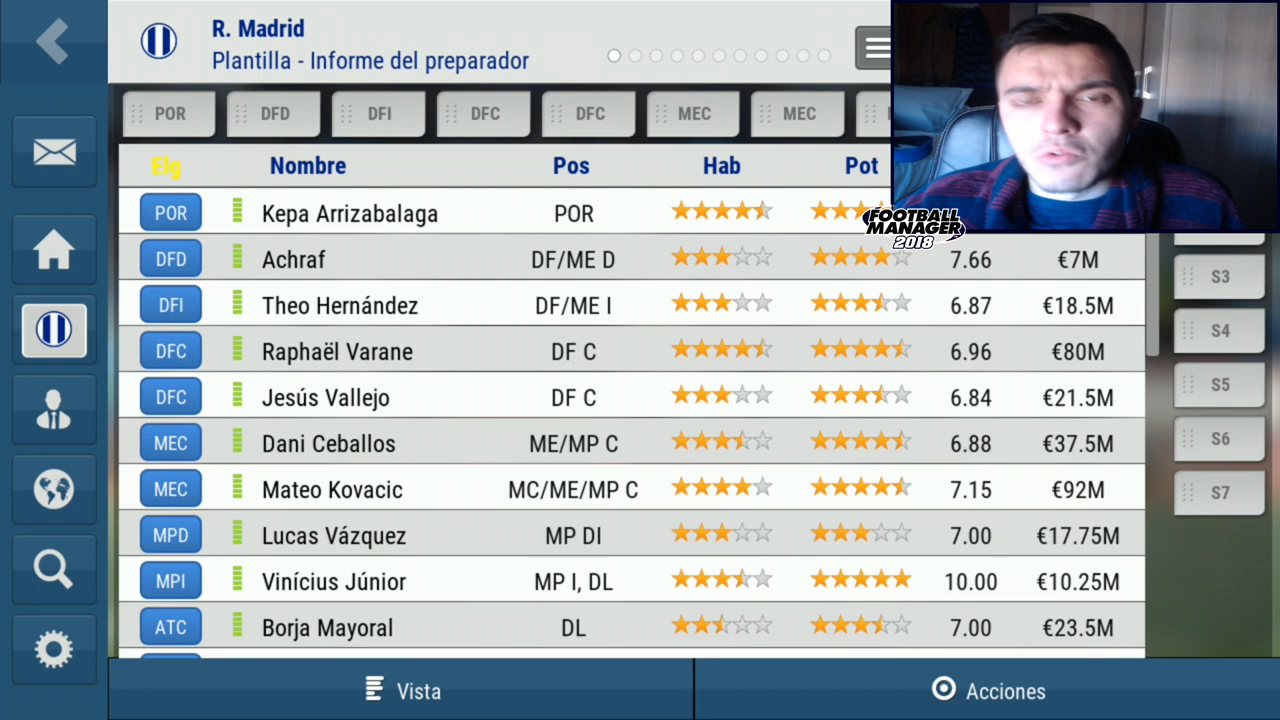 R. Madrid
Plantilla - Informe del preparador
POR DFD DFI DFC DFC MEC MEC
Elg Nombre Pos Hab Pot
POR Kepa Arrizabalaga POR
FOOTBALL
MANAGER
2018
DFD Achraf DF/ME D 7.66 €7M
S3
DFI Theo Hernández DF/ME I 6.87 €18.5M
S4
DFC Raphaël Varane DF C 6.96 €80M
S5
DFC Jesús Vallejo DF C 6.84 €21.5M
MEC Dani Ceballos ME/MP C 6.88 €37.5M
S6
MEC Mateo Kovacic MC/ME/MP C 7.15 €92M
S7
MPD Lucas Vázquez MP DI 7.00 €17.75M
MPI Vinícius Júnior MP I, DL 10.00 €10.25M
ATC Borja Mayoral DL 7.00 €23.5M
Vista Acciones